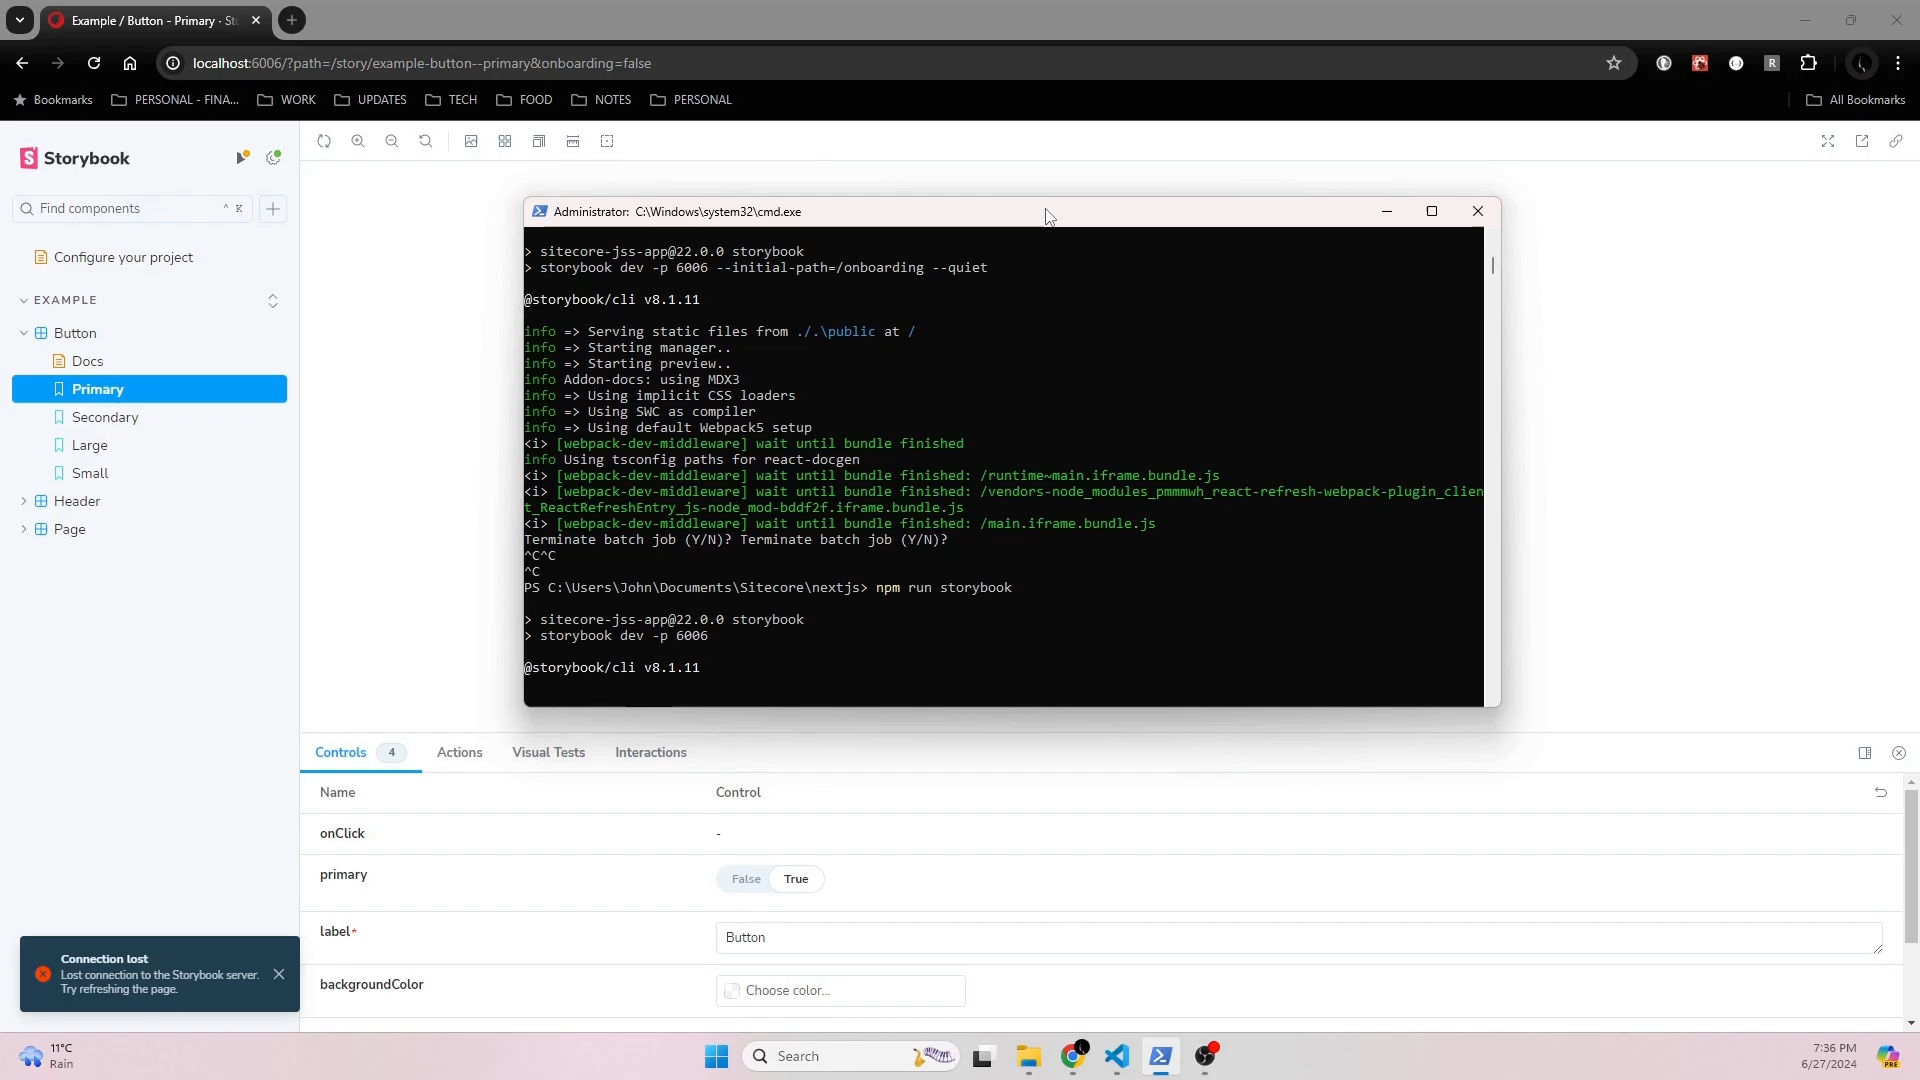 Example / Button - Primary · St
localhost:6006/?path=/story/example-button--primary&onboarding=false
R
Bookmarks
PERSONAL - FINA...
WORK
UPDATES
TECH
FOOD
NOTES
PERSONAL
All Bookmarks
S Storybook
Find components
^ K
Configure your project
EXAMPLE
Button
Docs
Primary
Secondary
Large
Small
Header
Page
Administrator: C:\Windows\system32\cmd.exe
> sitecore-jss-app@22.0.0 storybook
> storybook dev -p 6006 --initial-path=/onboarding --quiet
@storybook/cli v8.1.11
info => Serving static files from ./.\public at /
info => Starting manager..
info => Starting preview..
info Addon-docs: using MDX3
info => Using implicit CSS loaders
info => Using SWC as compiler
info => Using default Webpack5 setup
<i> [webpack-dev-middleware] wait until bundle finished
info Using tsconfig paths for react-docgen
<i> [webpack-dev-middleware] wait until bundle finished: /runtime~main.iframe.bundle.js
<i> [webpack-dev-middleware] wait until bundle finished: /vendors-node_modules_pmmmwh_react-refresh-webpack-plugin_clien
t_ReactRefreshEntry_js-node_mod-bddf2f.iframe.bundle.js
<i> [webpack-dev-middleware] wait until bundle finished: /main.iframe.bundle.js
Terminate batch job (Y/N)? Terminate batch job (Y/N)?
^C^C
^C
PS C:\Users\John\Documents\Sitecore\nextjs> npm run storybook
> sitecore-jss-app@22.0.0 storybook
> storybook dev -p 6006
@storybook/cli v8.1.11
Controls 4
Actions
Visual Tests
Interactions
Name
Control
onClick
-
primary
False
True
label*
Button
backgroundColor
Choose color...
Connection lost
Lost connection to the Storybook server.
Try refreshing the page.
11°C
Rain
Search
7:36 PM
6/27/2024
PRE